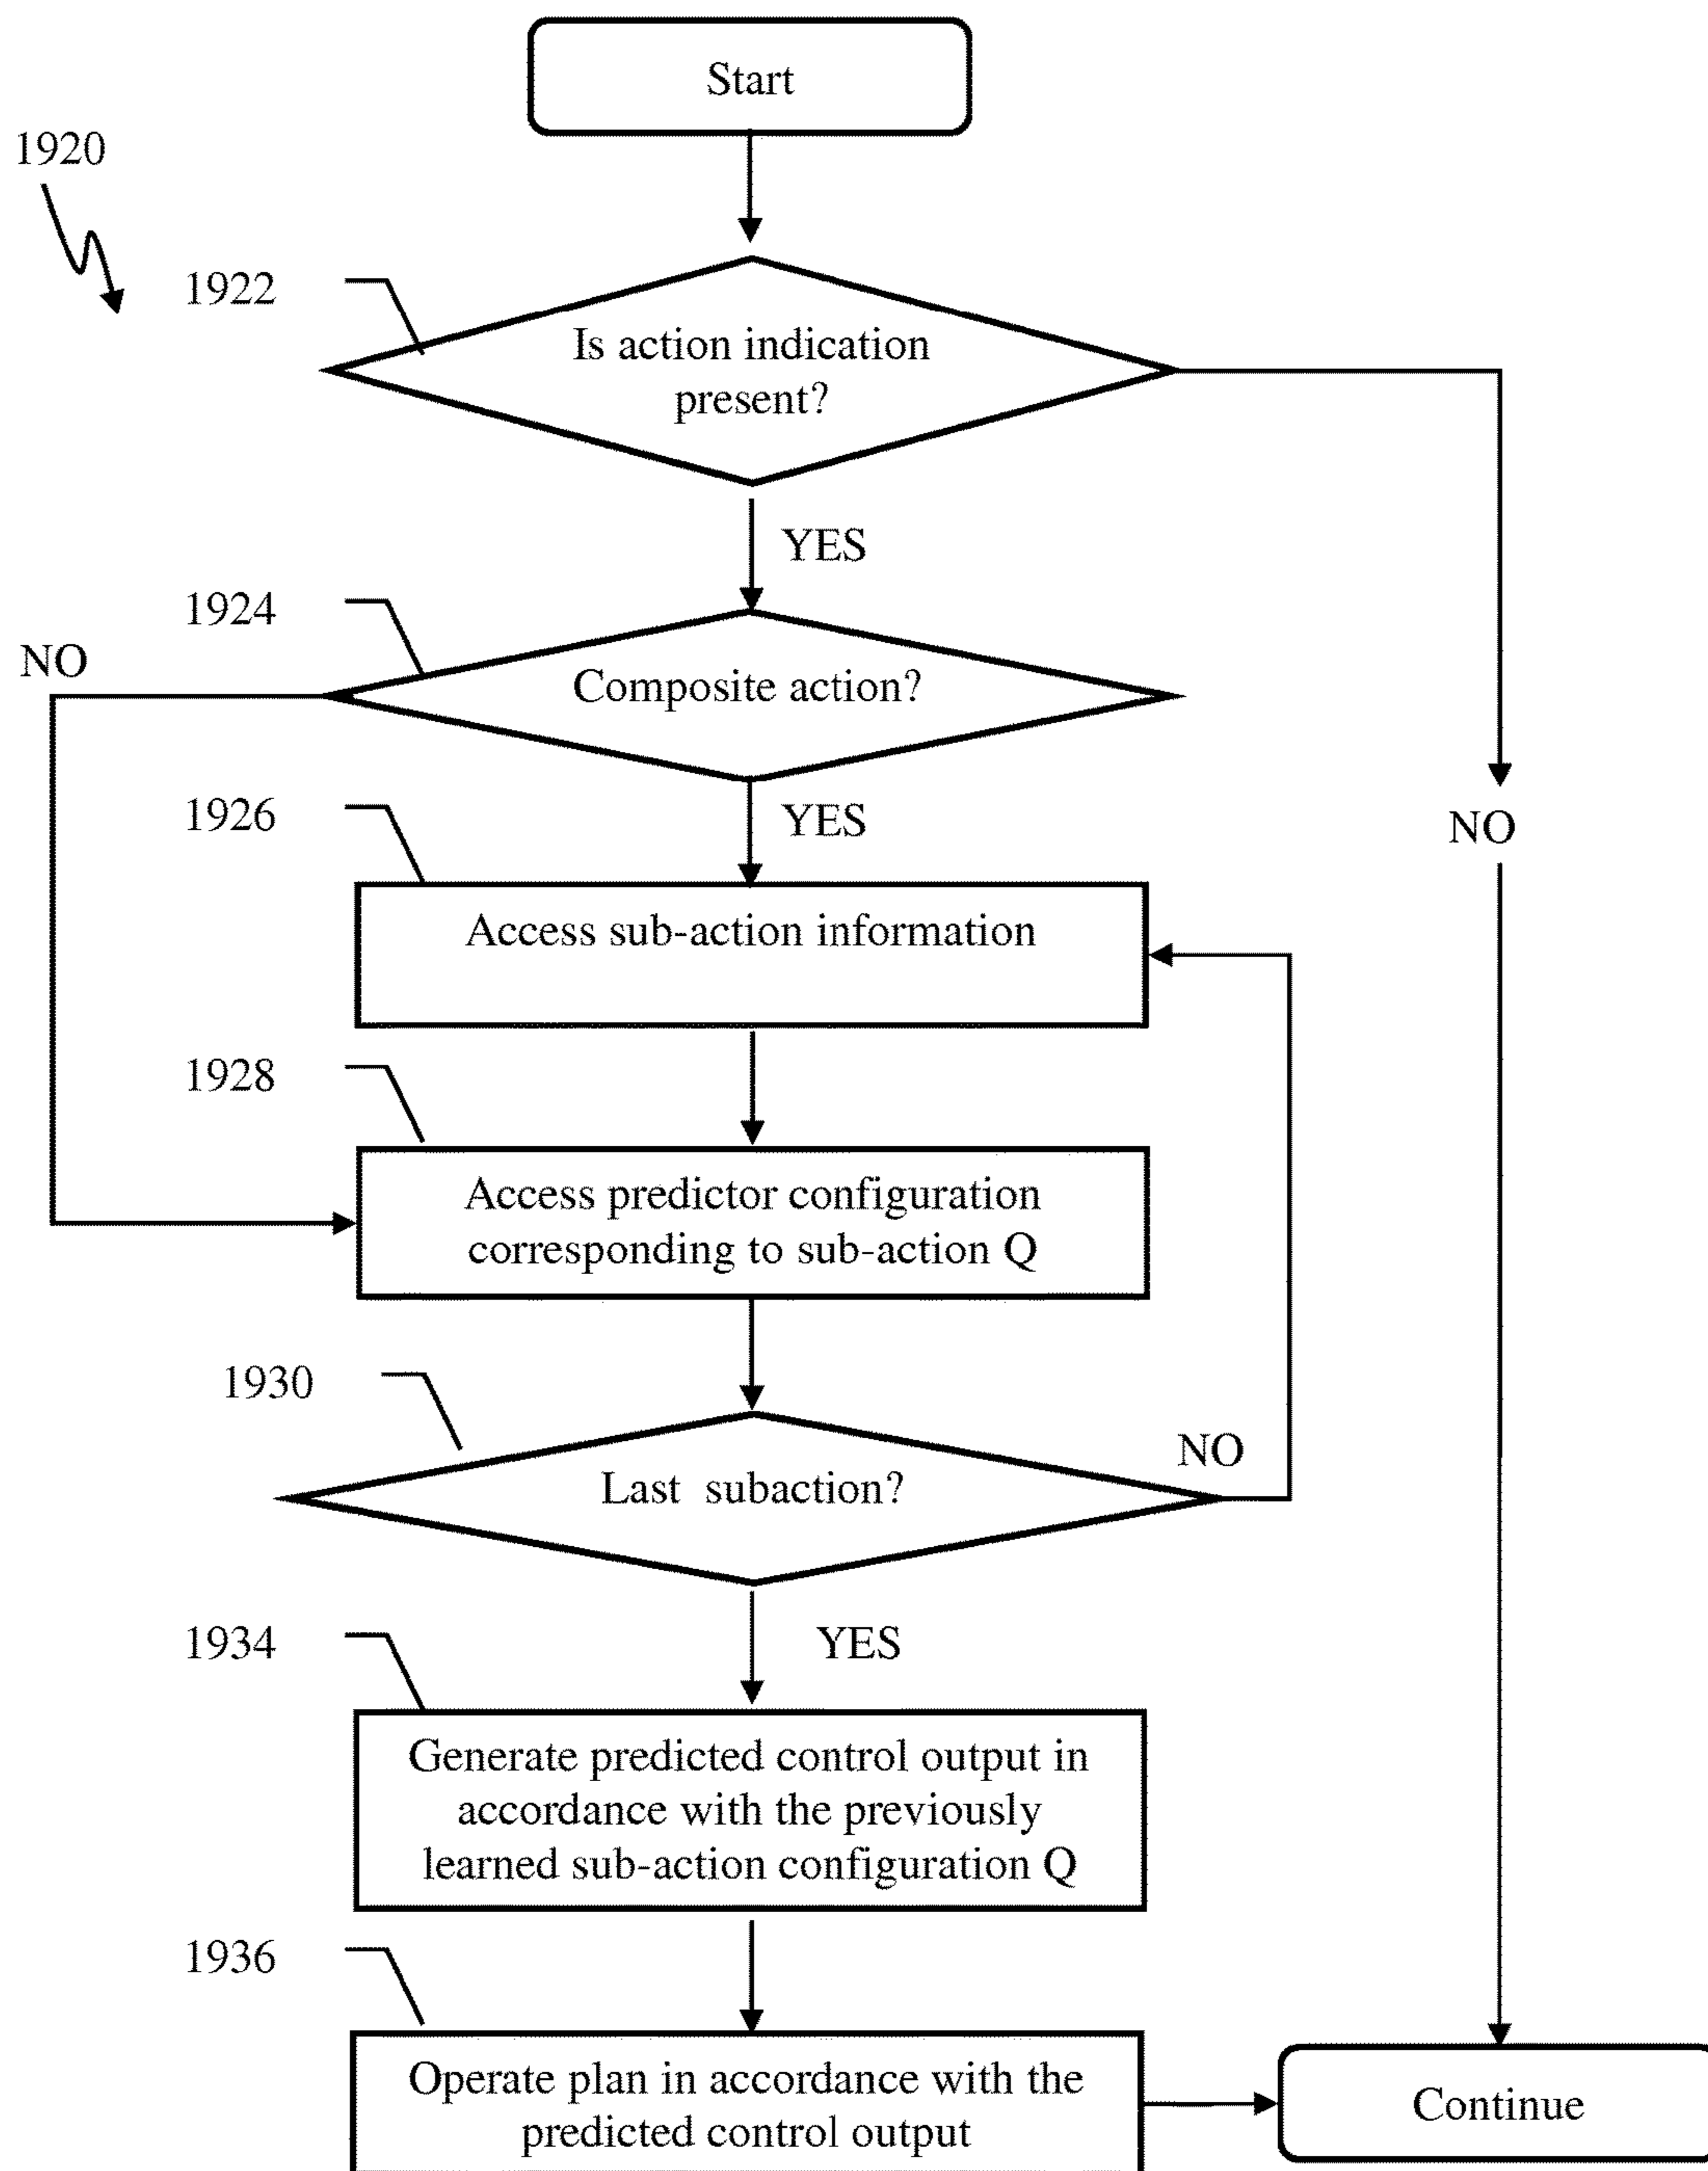 Start
1920
1922
Is action indication
present?
YES
1924
NO
Composite action?
1926
YES
NO
Access sub-action information
1928
Access predictor configuration
corresponding to sub-action Q
1930
NO
Last subaction?
1934
YES
Generate predicted control output in
accordance with the previously
learned sub-action configuration Q
1936
Operate plan in accordance with the
predicted control output
Continue